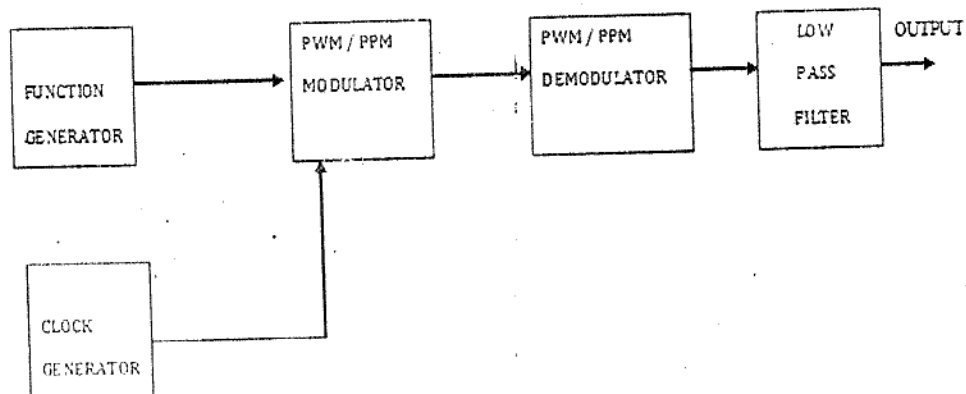 FUNCTION
GENERATOR
PWM / PPM
MODULATOR
PWM / PPM
DEMODULATOR
LOW
PASS
FILTER
OUTPUT
CLOCK
GENERATOR